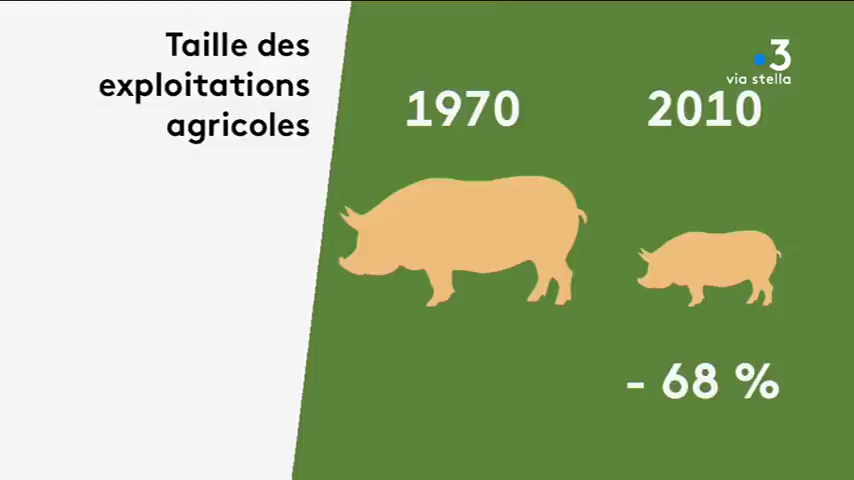 Taille des
exploitations
agricoles
3
via stella
1970
2010
- 68 %